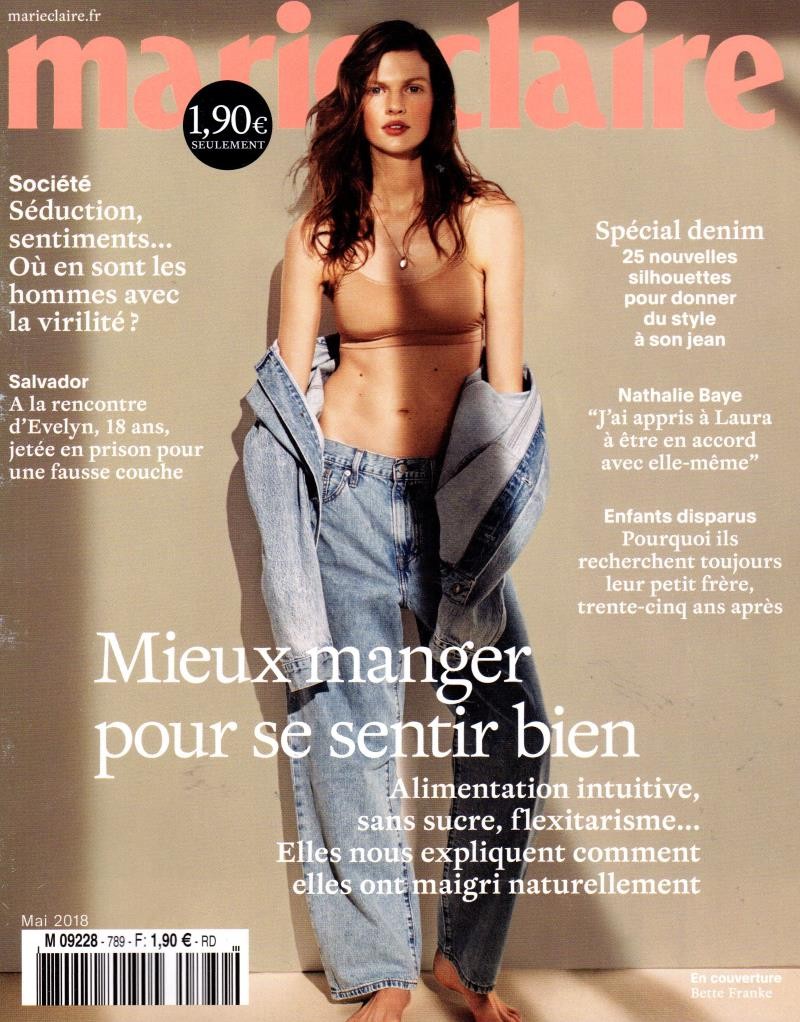 marieclaire.fr
marie claire
1,90€
SEULEMENT
Société
Séduction,
sentiments...
Où en sont les
hommes avec
la virilité ?
Salvador
A la rencontre
d'Evelyn, 18 ans,
jetée en prison pour
une fausse couche
Spécial denim
25 nouvelles
silhouettes
pour donner
du style
à son jean
Nathalie Baye
“J'ai appris à Laura
à être en accord
avec elle-même”
Enfants disparus
Pourquoi ils
recherchent toujours
leur petit frère,
trente-cinq ans après
Mieux manger
pour se sentir bien
Alimentation intuitive,
sans sucre, flexitarisme...
Elles nous expliquent comment
elles ont maigri naturellement
Mai 2018
M 09228 - 789 - F: 1,90 € - RD
En couverture
Bette Franke